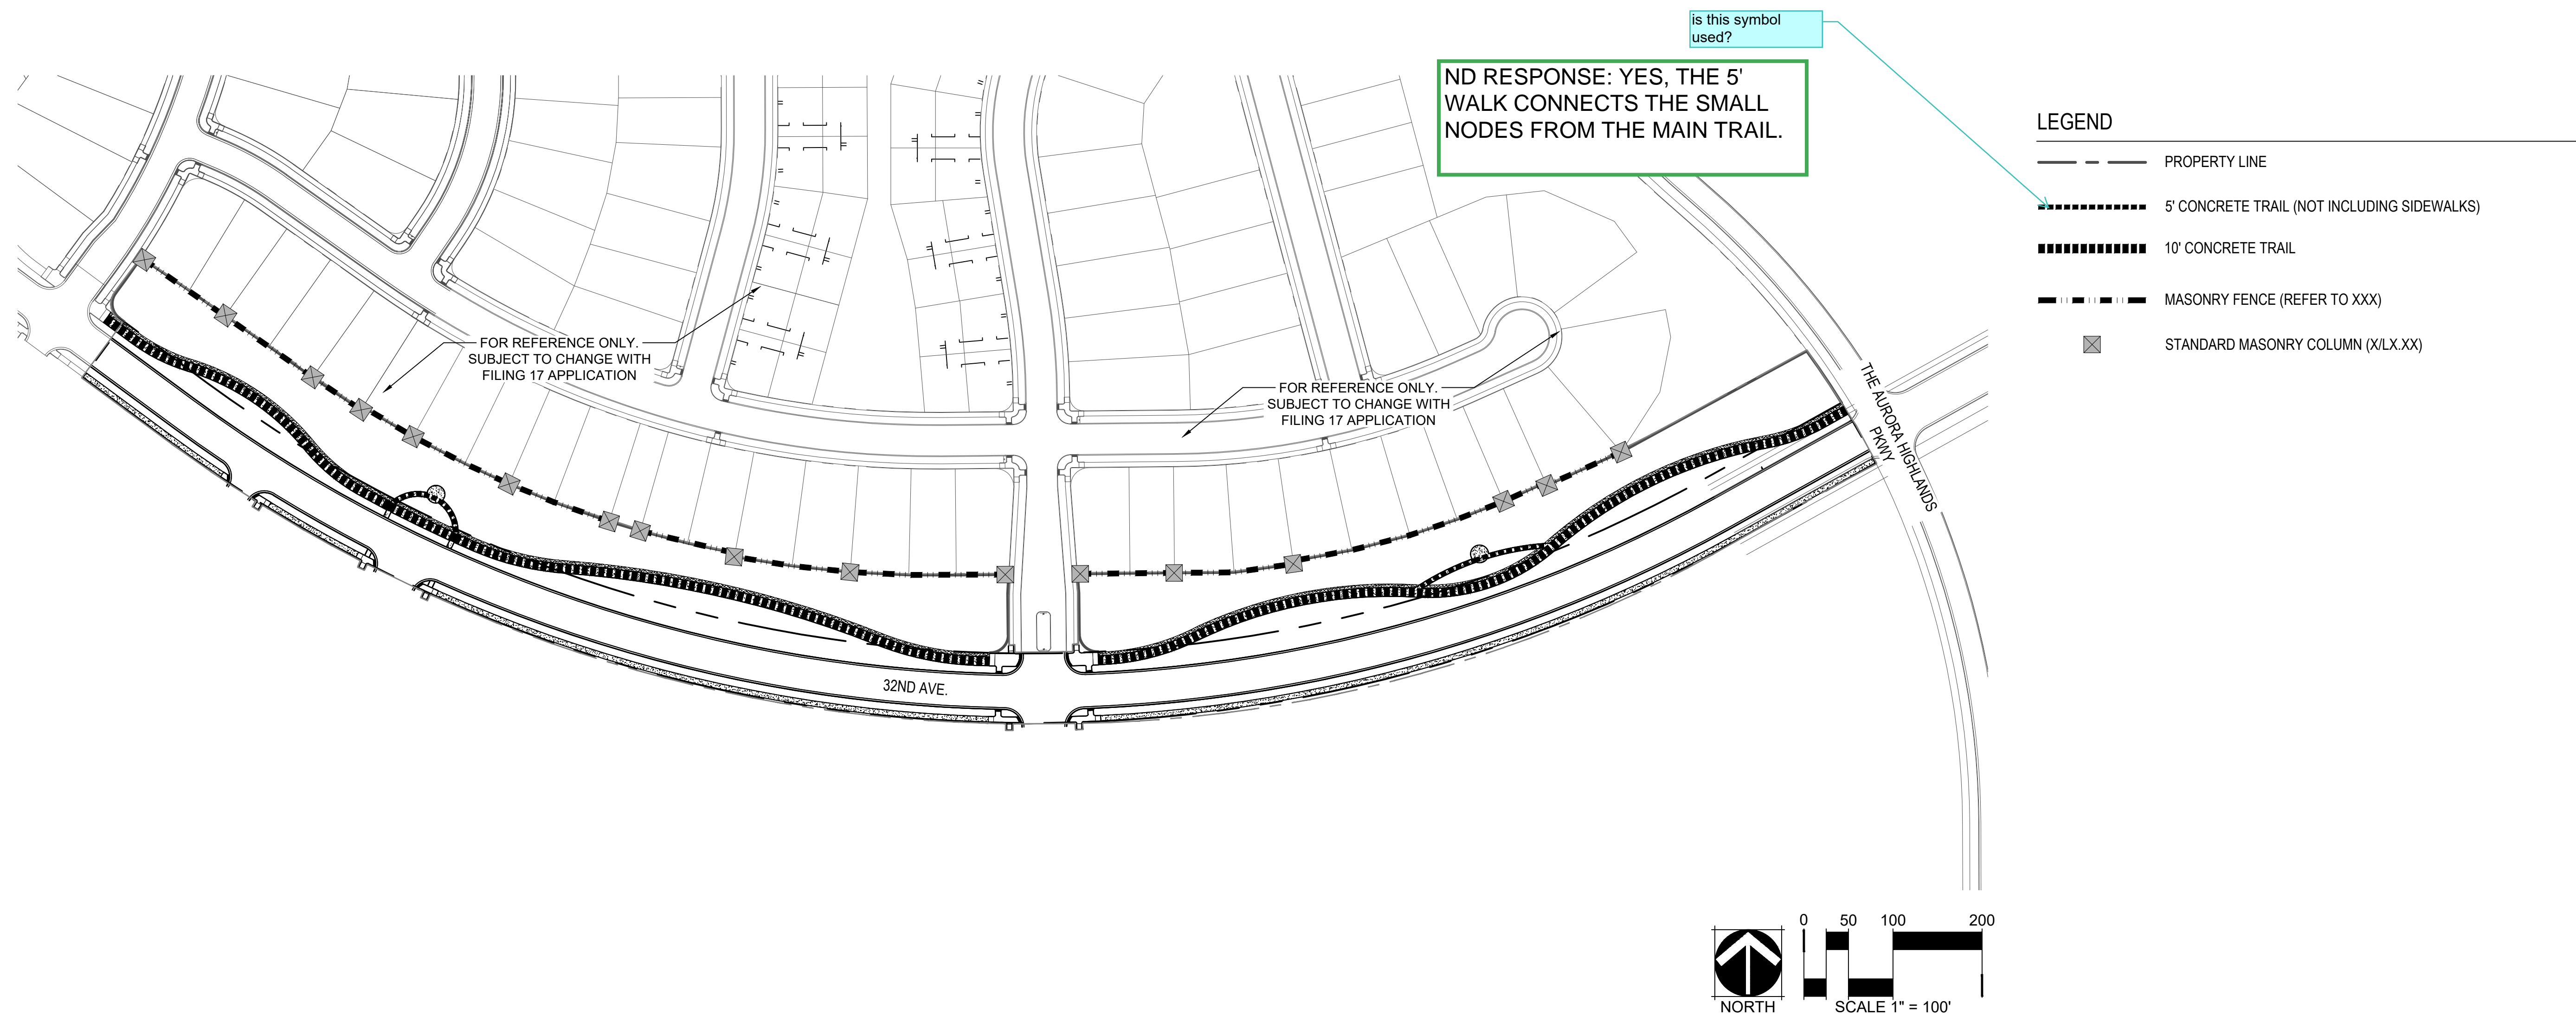 is this symbol
used?
ND RESPONSE: YES, THE 5'
WALK CONNECTS THE SMALL
NODES FROM THE MAIN TRAIL.
LEGEND
PROPERTY LINE
5' CONCRETE TRAIL (NOT INCLUDING SIDEWALKS)
10' CONCRETE TRAIL
MASONRY FENCE (REFER TO XXX)
STANDARD MASONRY COLUMN (X/LX.XX)
FOR REFERENCE ONLY.
SUBJECT TO CHANGE WITH
FILING 17 APPLICATION
FOR REFERENCE ONLY.
SUBJECT TO CHANGE WITH
FILING 17 APPLICATION
THE AURORA HIGHLANDS
PKWY
32ND AVE.
0 50 100 200
NORTH
SCALE 1" = 100'